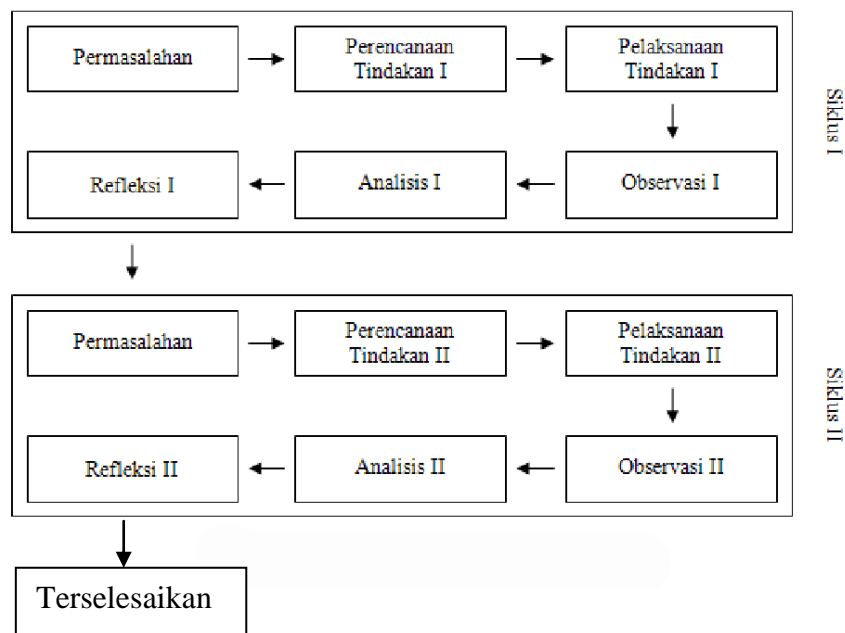 Permasalahan
Perencanaan
Tindakan I
Pelaksanaan
Tindakan I
Siklus I
Refleksi I
Analisis I
Observasi I
Permasalahan
Perencanaan
Tindakan II
Pelaksanaan
Tindakan II
Siklus II
Refleksi II
Analisis II
Observasi II
Terselesaikan